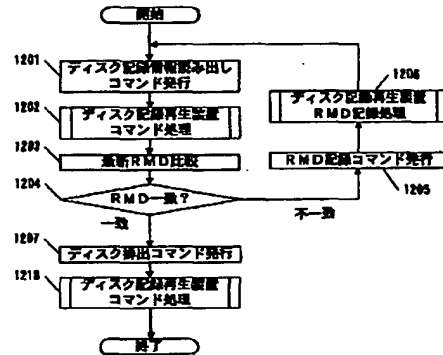 開始
1201
ディスク記録情報読み出し
コマンド発行
1202
ディスク記録再生装置
コマンド処理
1203
最新RMD比較
1204
RMD一致?
一致
不一致
1206
ディスク記録再生装置
RMD記録処理
RMD記録コマンド発行
1205
1207
ディスク排出コマンド発行
1218
ディスク記録再生装置
コマンド処理
終了